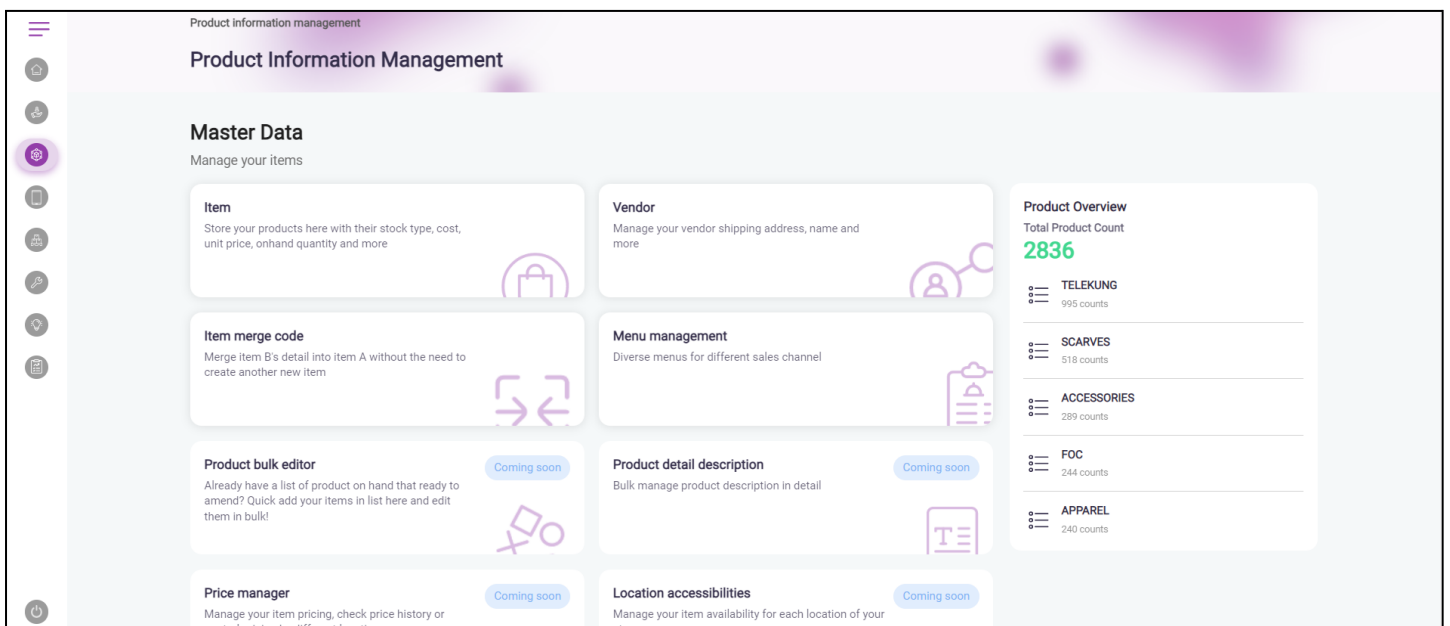 Product information management
Product Information Management
Master Data
Manage your items
Item
Store your products here with their stock type, cost,
unit price, onhand quantity and more
Vendor
Manage your vendor shipping address, name and
more
Item merge code
Merge item B's detail into item A without the need to
create another new item
Menu management
Diverse menus for different sales channel
Product bulk editor
Coming soon
Already have a list of product on hand that ready to
amend? Quick add your items in list here and edit
them in bulk!
Product detail description
Coming soon
Bulk manage product description in detail
Price manager
Coming soon
Manage your item pricing, check price history or
Location accessibilities
Coming soon
Manage your item availability for each location of your
Product Overview
Total Product Count
2836
TELEKUNG
995 counts
SCARVES
518 counts
ACCESSORIES
289 counts
FOC
244 counts
APPAREL
240 counts